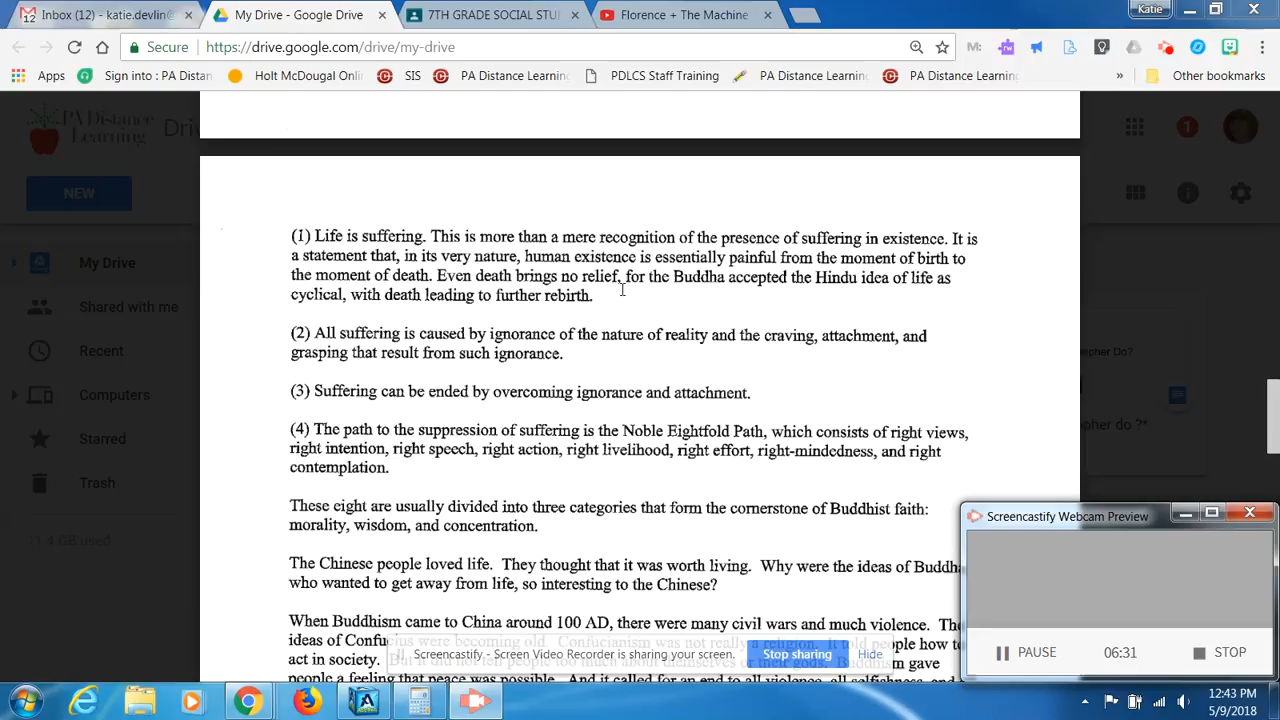 Inbox (12) - katie.devlin@
My Drive - Google Drive
7TH GRADE SOCIAL STU
Florence + The Machine
Katie
Secure
https://drive.google.com/drive/my-drive
Apps
Sign into : PA Distan
Holt McDougal Onli
SIS
PA Distance Learning
PDLCS Staff Training
PA Distance Learnin
PA Distance Learning
Other bookmarks
PA Distance
Learning
Dri
NEW
My Drive
Shared with me
Recent
Computers
Starred
Trash
1
(1) Life is suffering. This is more than a mere recognition of the presence of suffering in existence. It is
a statement that, in its very nature, human existence is essentially painful from the moment of birth to
the moment of death. Even death brings no relief, for the Buddha accepted the Hindu idea of life as
cyclical, with death leading to further rebirth.
(2) All suffering is caused by ignorance of the nature of reality and the craving, attachment, and
grasping that result from such ignorance.
(3) Suffering can be ended by overcoming ignorance and attachment.
(4) The path to the suppression of suffering is the Noble Eightfold Path, which consists of right views,
right intention, right speech, right action, right livelihood, right effort, right-mindedness, and right
contemplation.
These eight are usually divided into three categories that form the cornerstone of Buddhist faith:
morality, wisdom, and concentration.
The Chinese people loved life. They thought that it was worth living. Why were the ideas of Buddha
who wanted to get away from life, so interesting to the Chinese?
When Buddhism came to China around 100 AD, there were many civil wars and much violence. The
ideas of Confucius were becoming old. Confucianism was not really a religion. It told people how to
act in society. But it did not tell people too much about themselves or their gods. Buddhism gave
people a feeling that peace was possible. And it called for an end to all violence, all selfishness, and
pher Do?
pher do ?*
Screencastify - Screen Video Recorder is sharing your screen.
Stop sharing
Hide
Screencastify Webcam Preview
PAUSE
06:31
STOP
12:43 PM
5/9/2018